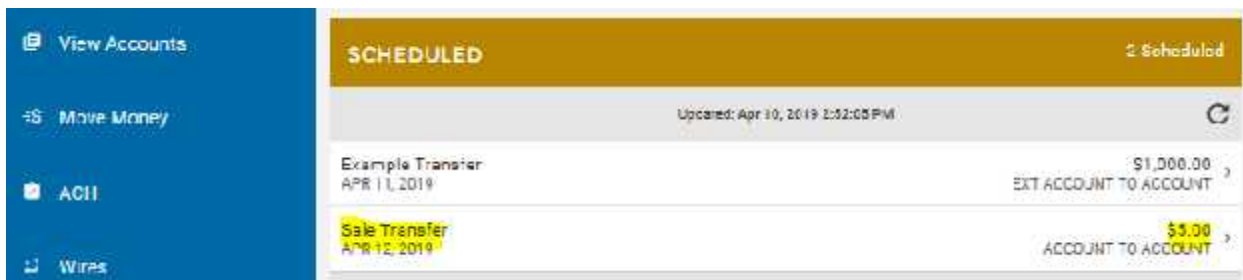 View Accounts
Move Money
ACH
Wires
SCHEDULED
2 Scheduled
Updated: Apr 10, 2019 2:52:05 PM
Example Transfer
$1,000.00
APR 11, 2019
EXT ACCOUNT TO ACCOUNT
Sale Transfer
$5.00
APR 12, 2019
ACCOUNT TO ACCOUNT